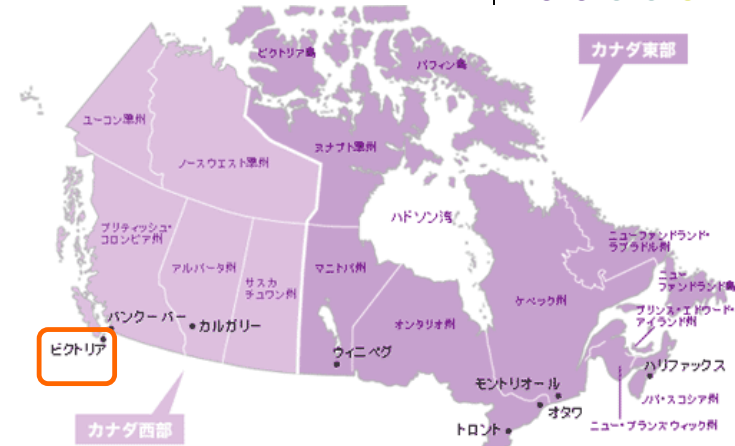 ビクトリア島
バフィン島
カナダ東部
ユーコン準州
ヌナブト準州
ノースウエスト準州
ハドソン湾
ブリティッシュ・
コロンビア州
ニューファンドランド・
ラブラドル州
アルバータ州
サスカ
チュワン州
マニトバ州
ニュー
ファンドランド島
ケベック州
プリンス・エドワード・
アイランド州
バンクーバー
カルガリー
オンタリオ州
ビクトリア
ウィニペグ
ハリファックス
モントリオール
ノバ・スコシア州
オタワ
カナダ西部
トロント
ニュー・ブランズウィック州